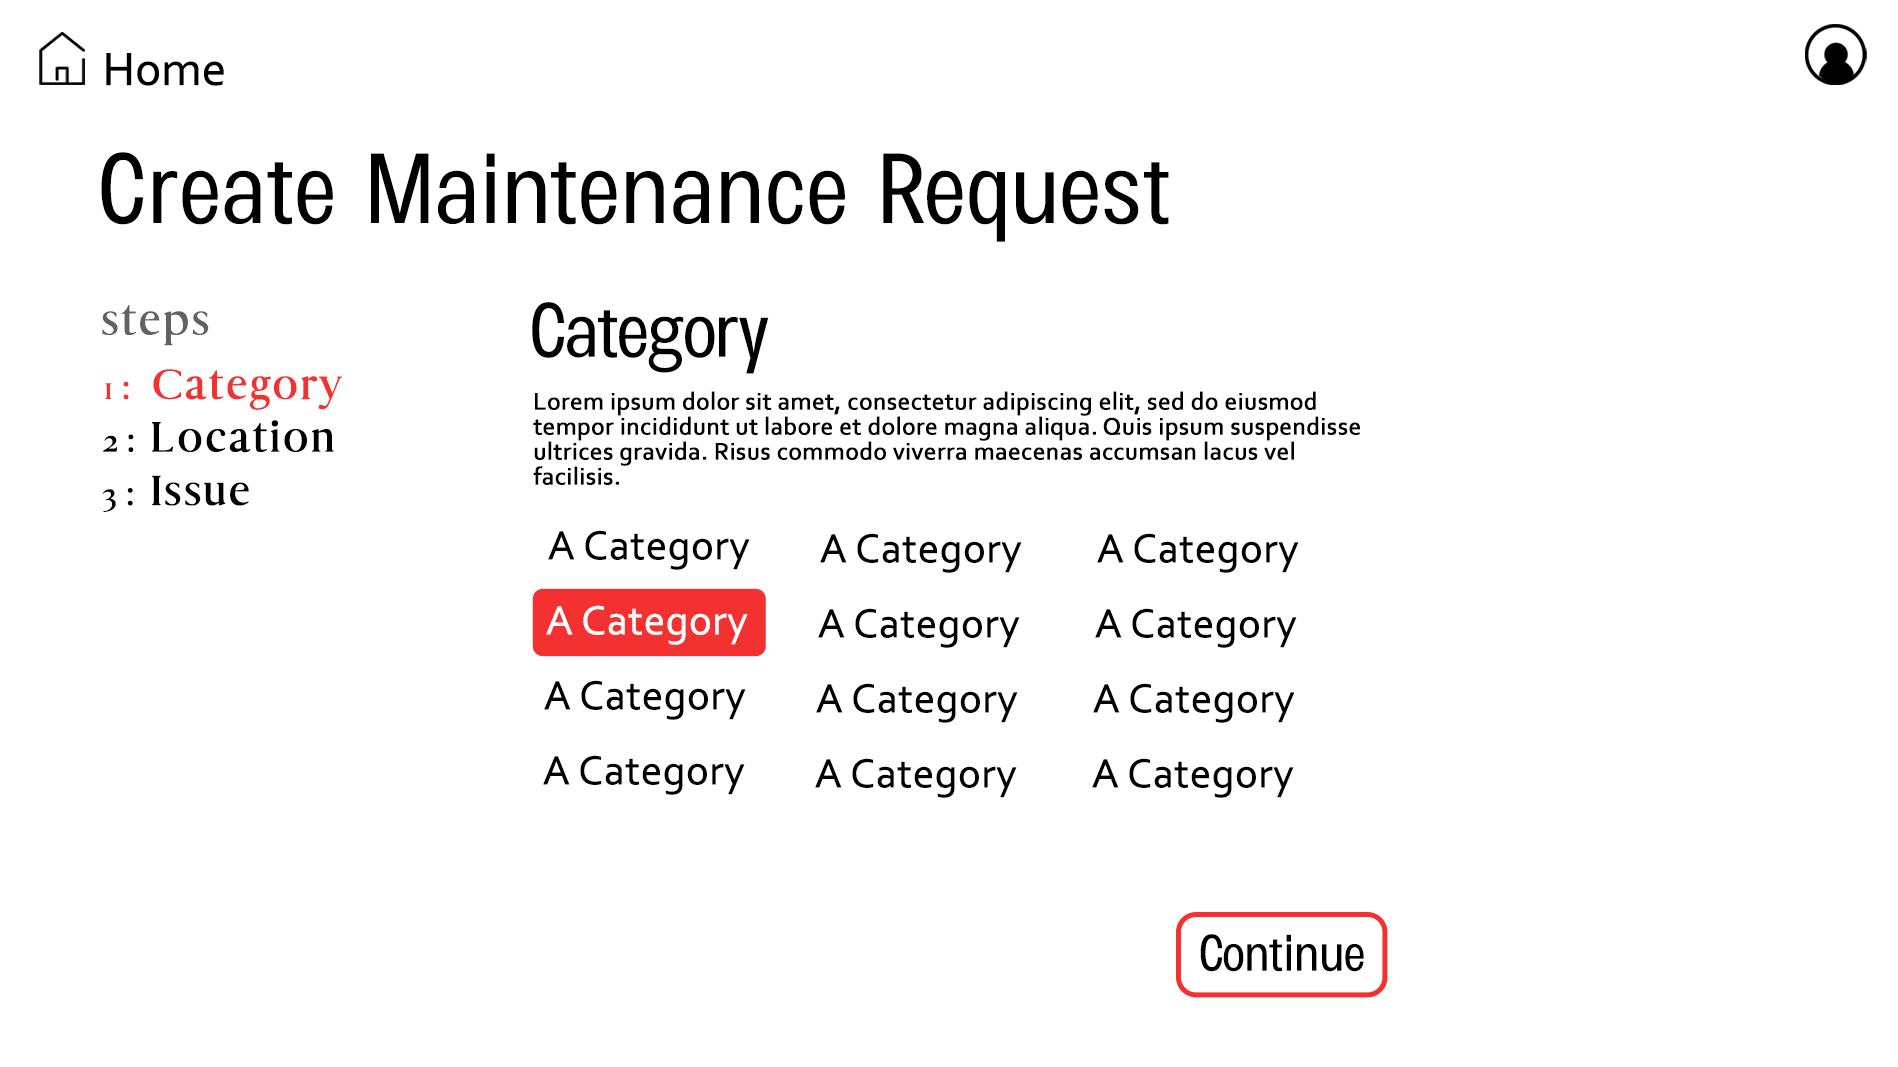 Home
Create Maintenance Request
steps
1: Category
2: Location
3: Issue
Category
Lorem ipsum dolor sit amet, consectetur adipiscing elit, sed do eiusmod
tempor incididunt ut labore et dolore magna aliqua. Quis ipsum suspendisse
ultrices gravida. Risus commodo viverra maecenas accumsan lacus vel
facilisis.
A Category A Category A Category
A Category A Category A Category
A Category A Category A Category
A Category A Category A Category
Continue